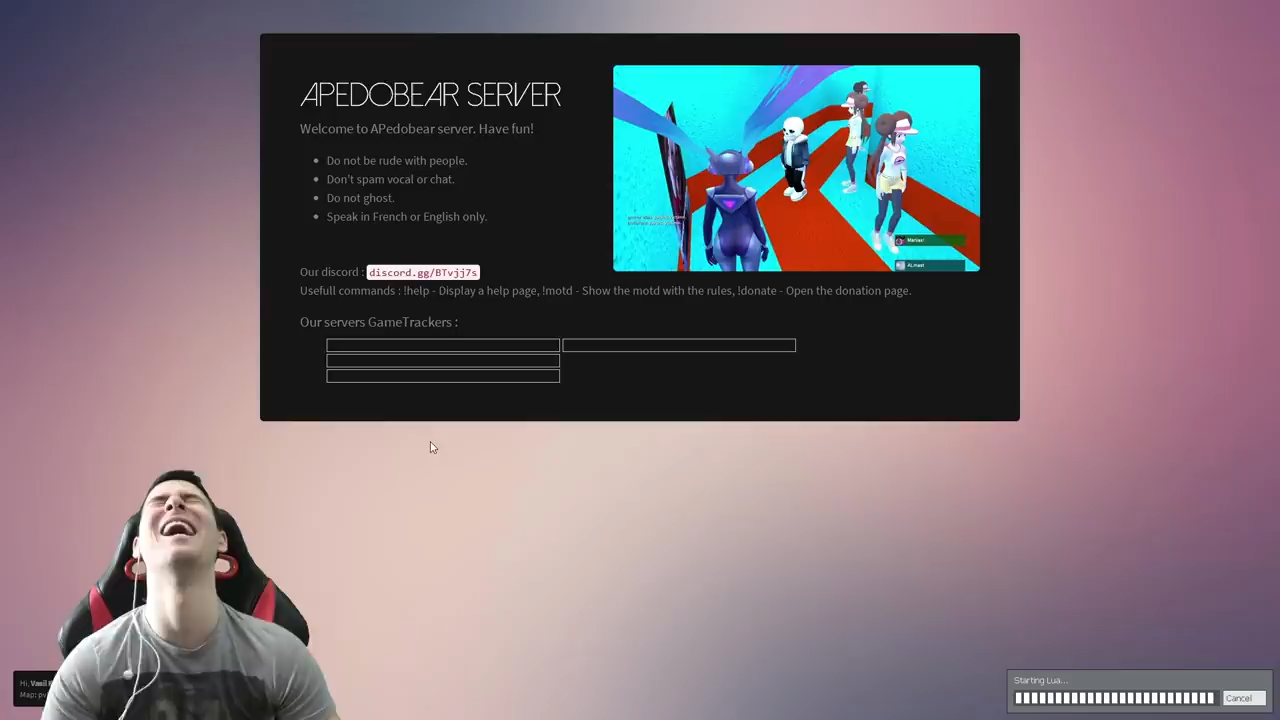 APEDOBEAR SERVER
Welcome to APedobear server. Have fun!
Do not be rude with people.
Don't spam vocal or chat.
Do not ghost.
Speak in French or English only.
Our discord : discord.gg/BTvjj7s
Usefull commands : !help - Display a help page, !motd - Show the motd with the rules, !donate - Open the donation page.
Our servers GameTrackers :
Hi, Vasil
Map:
Starting Lua...
Cancel